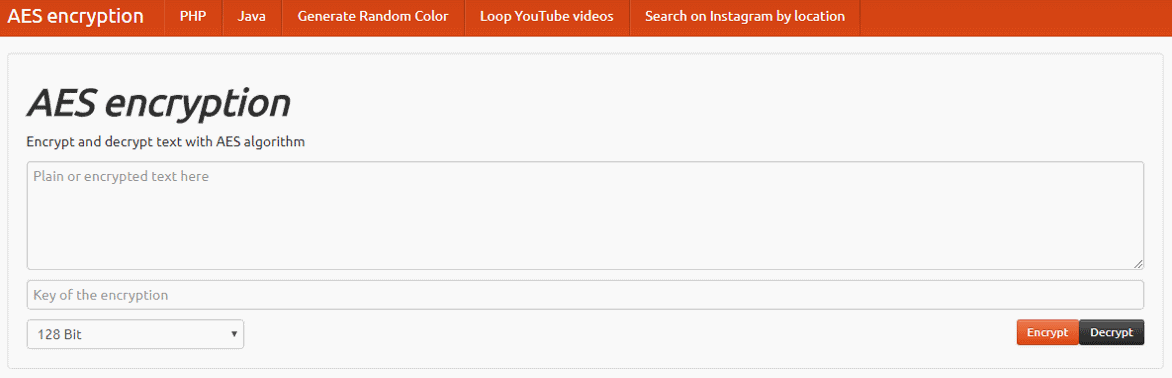 AES encryption PHP Java Generate Random Color Loop YouTube videos Search on Instagram by location
AES encryption
Encrypt and decrypt text with AES algorithm
Plain or encrypted text here
Key of the encryption
128 Bit Encrypt Decrypt